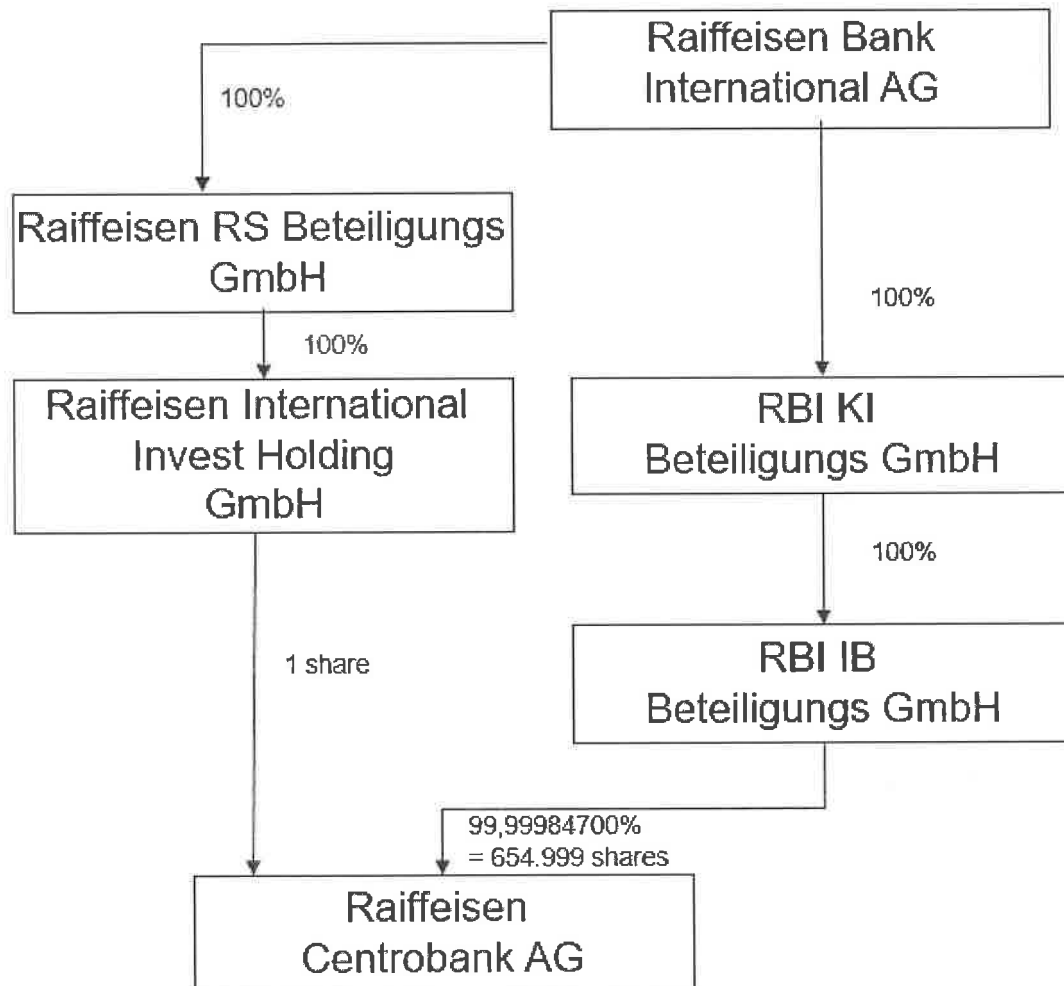 Raiffeisen Bank
International AG
100%
Raiffeisen RS Beteiligungs
GmbH
100%
100%
Raiffeisen International
Invest Holding
GmbH
RBI KI
Beteiligungs GmbH
100%
1 share
RBI IB
Beteiligungs GmbH
99,99984700%
= 654.999 shares
Raiffeisen
Centrobank AG